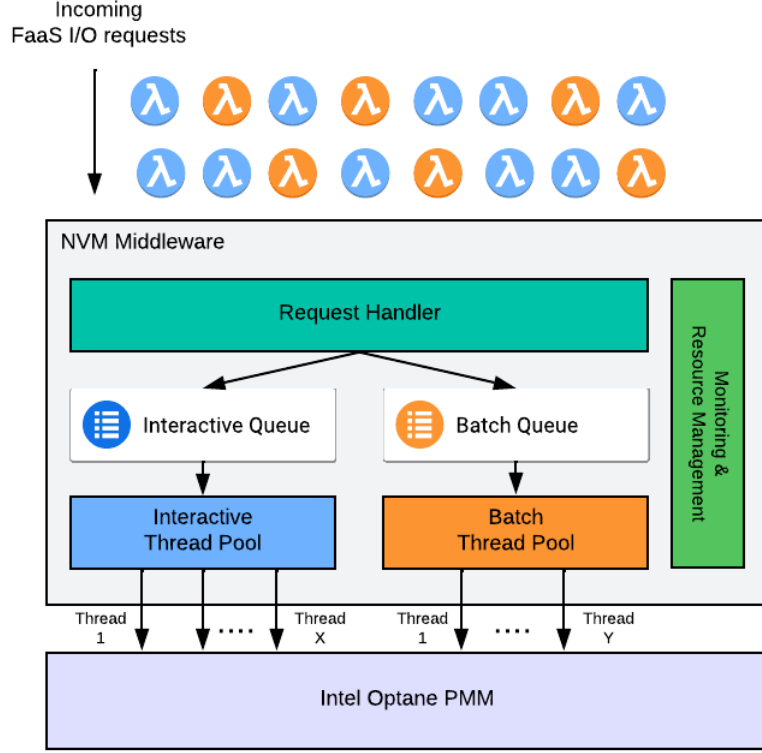 Incoming
FaaS I/O requests
λ λ λ λ λ λ λ λ
λ λ λ λ λ λ λ λ
NVM Middleware
Request Handler
Monitoring &
Resource Management
Interactive Queue
Batch Queue
Interactive
Thread Pool
Batch
Thread Pool
Thread
1
....
Thread
X
Thread
1
....
Thread
Y
Intel Optane PMM